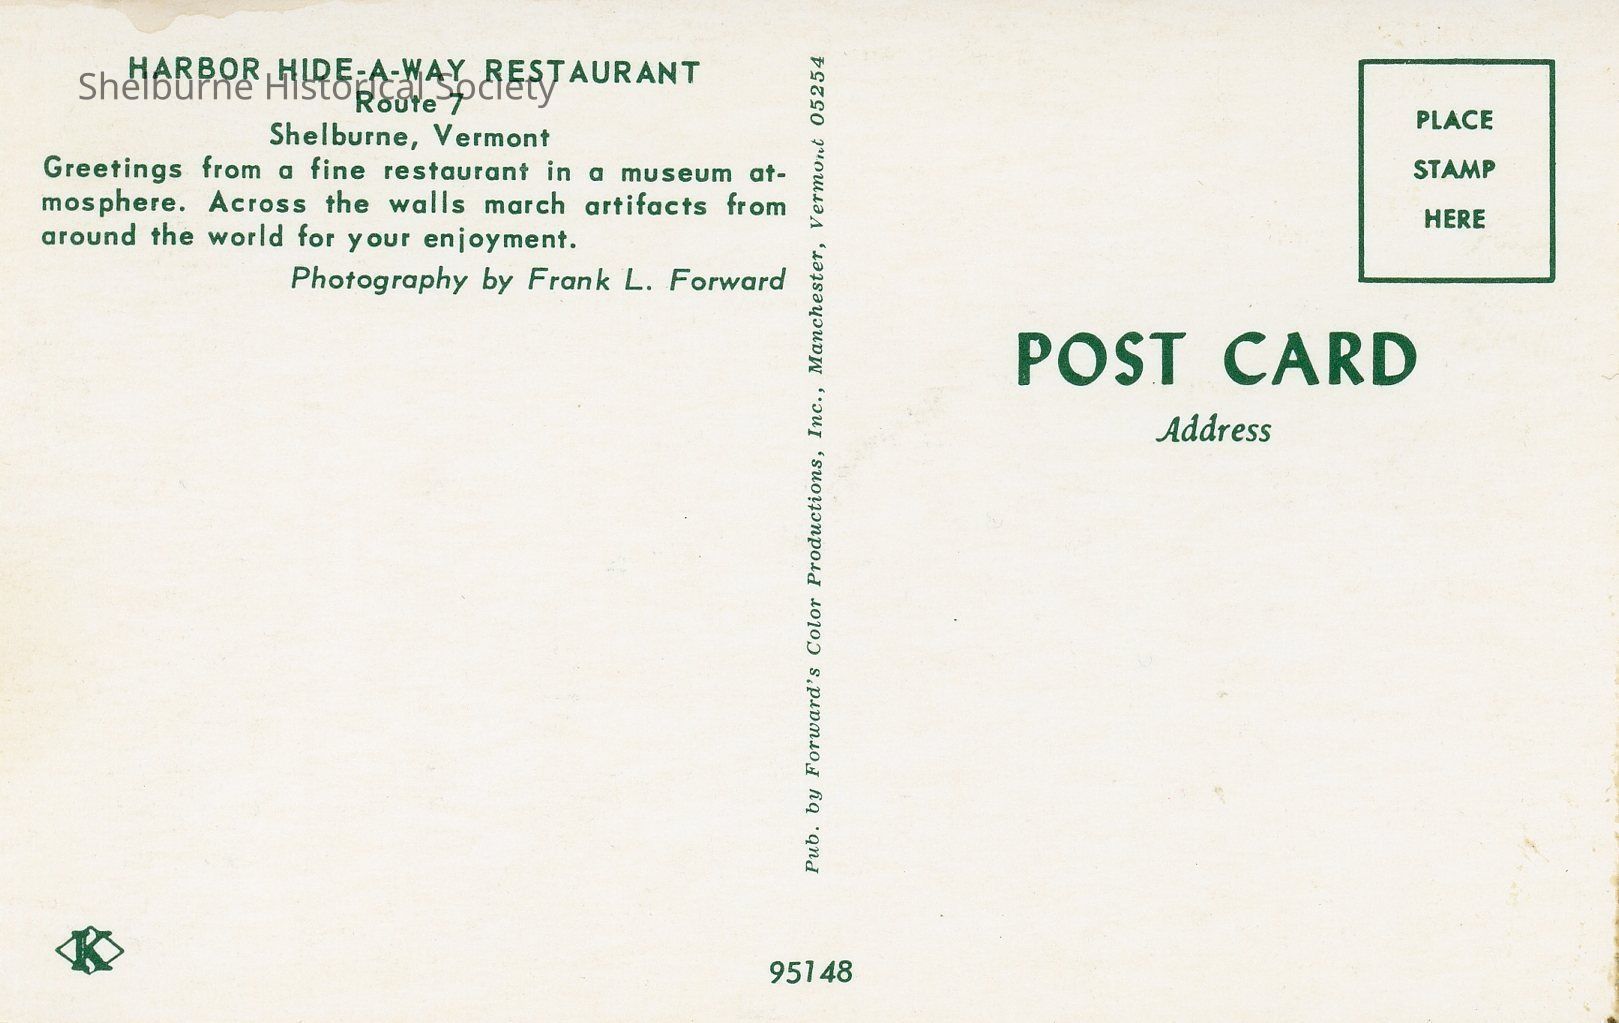 HARBOR HIDE-A-WAY RESTAURANT
Shelburne Historical Society
Route 7
Shelburne, Vermont
Greetings from a fine restaurant in a museum at-
mosphere. Across the walls march artifacts from
around the world for your enjoyment.
Photography by Frank L. Forward
Pub. by Forward's Color Productions, Inc., Manchester, Vermont 05254
PLACE
STAMP
HERE
POST CARD
Address
K
95148